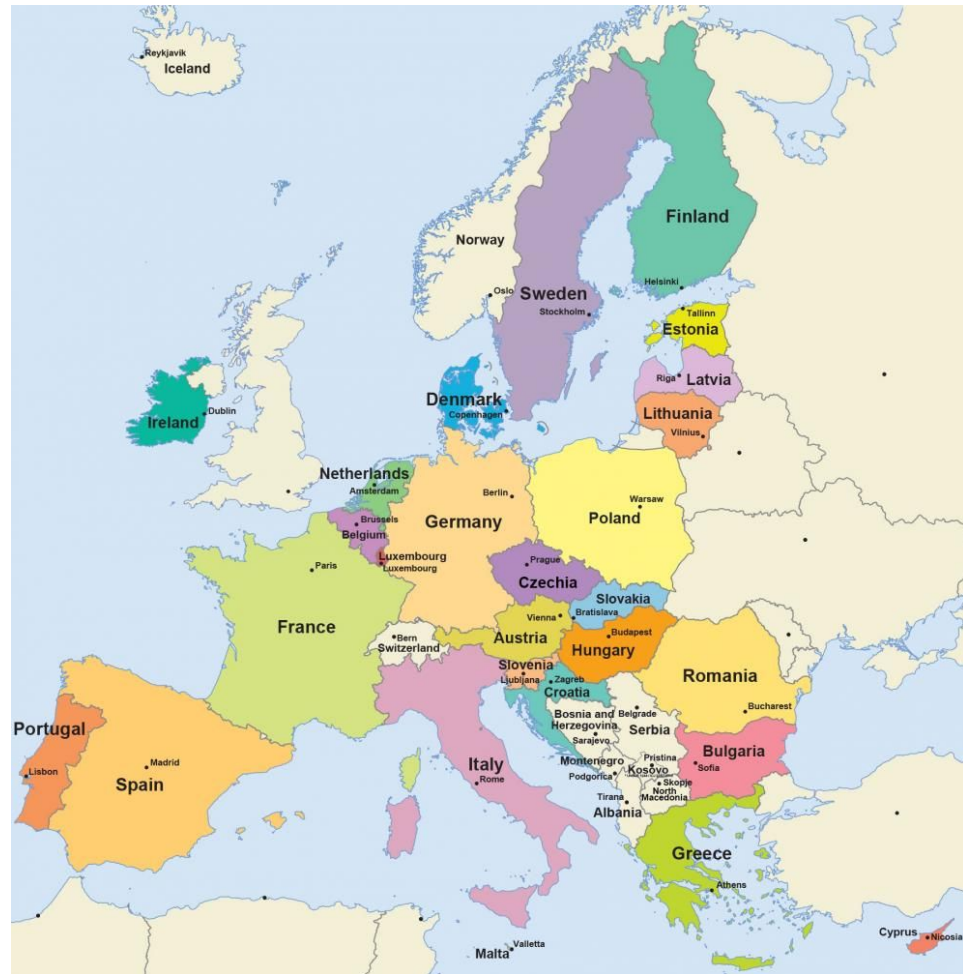 Reykjavik
Iceland
Finland
Norway
Helsinki
Oslo
Sweden
Stockholm
Tallinn
Estonia
Riga
Latvia
Denmark
Copenhagen
Lithuania
Vilnius
Dublin
Ireland
Netherlands
Amsterdam
Berlin
Warsaw
Germany
Poland
Brussels
Belgium
Luxembourg
Luxembourg
Paris
Prague
Czechia
Slovakia
Bratislava
Vienna
Austria
Budapest
Hungary
France
Bern
Switzerland
Slovenia
Ljubljana
Zagreb
Croatia
Romania
Bucharest
Bosnia and
Herzegovina
Sarajevo
Belgrade
Serbia
Portugal
Lisbon
Madrid
Spain
Italy
Rome
Montenegro
Podgorica
Pristina
Kosovo
Bulgaria
Sofia
Skopje
North
Macedonia
Tirana
Albania
Greece
Athens
Cyprus
Nicosia
Malta
Valletta